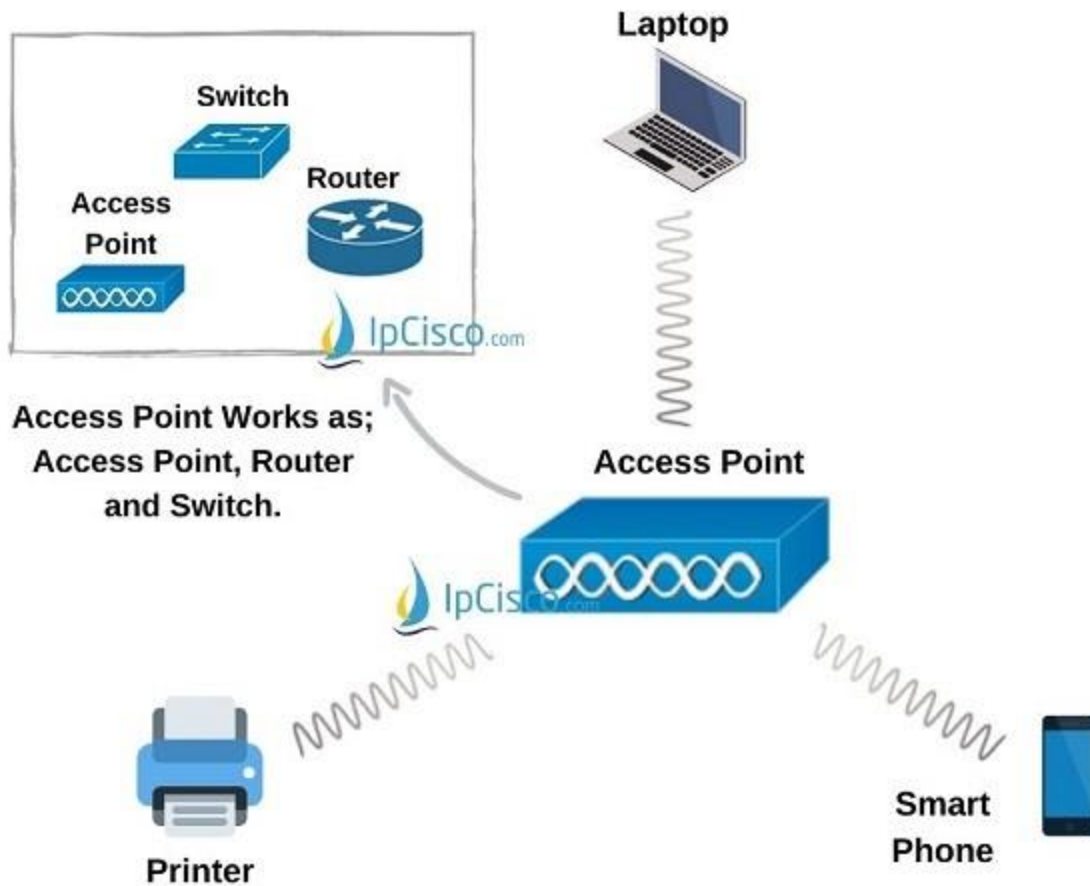 Laptop
Switch
Router
Access
Point
IpCisco.com
Access Point Works as;
Access Point, Router
and Switch.
Access Point
IpCisco.com
Smart
Phone
Printer